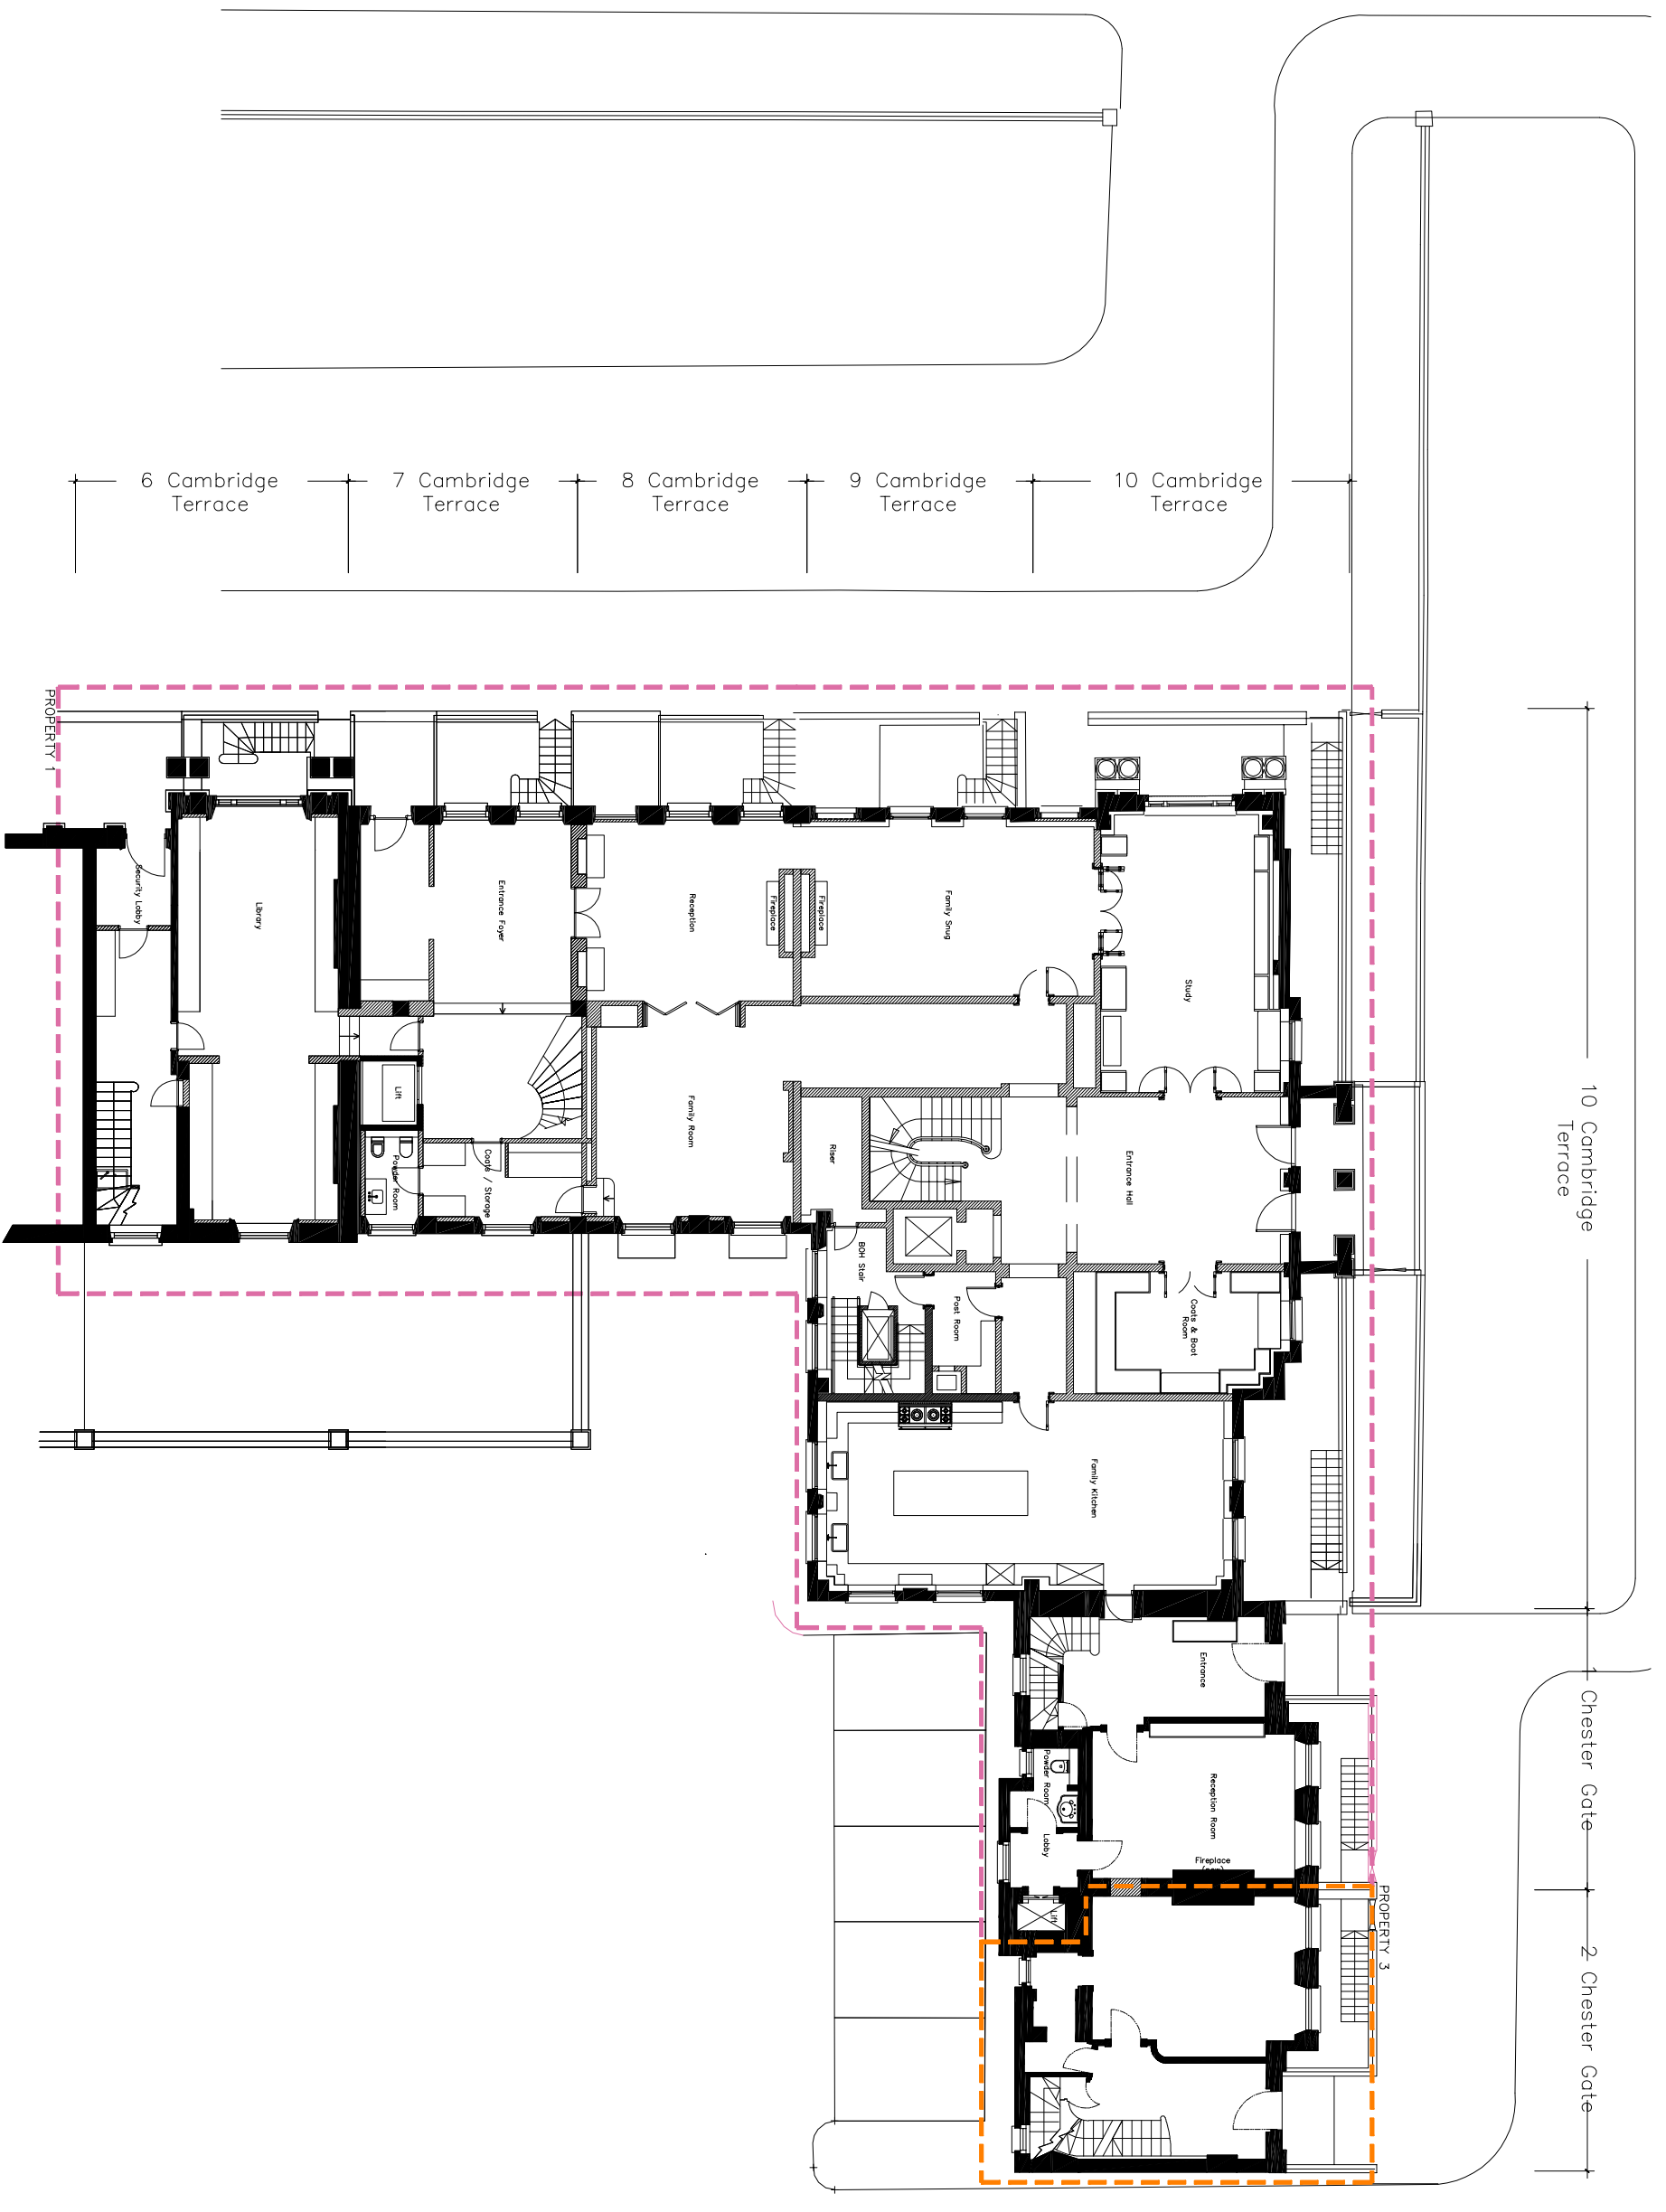 6 Cambridge
Terrace
7 Cambridge
Terrace
8 Cambridge
Terrace
9 Cambridge
Terrace
10 Cambridge
Terrace
10 Cambridge
Terrace
Chester Gate
2 Chester Gate
PROPERTY 1
PROPERTY 3
Security Lobby
Library
Entrance Foyer
Reception
Fireplace
Fireplace
Family Snug
Study
Lift
Powder Room
Coats / Storage
Family Room
Riser
Entrance Hall
BOH Stair
Post Room
Coats & Boot
Room
Family Kitchen
Entrance
Reception Room
Fireplace
Powder Room
Lobby
Lift